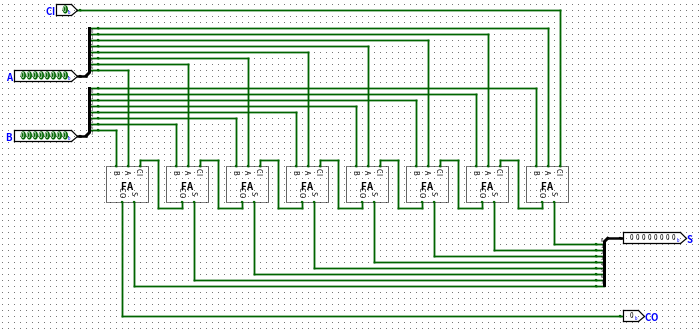 CI 0
A 00000000
B 00000000
B A CI B A CI B A CI B A CI B A CI B A CI B A CI B A CI
FA FA FA FA FA FA FA FA
CO S CO S CO S CO S CO S CO S CO S CO S
00000000 S
0 CO